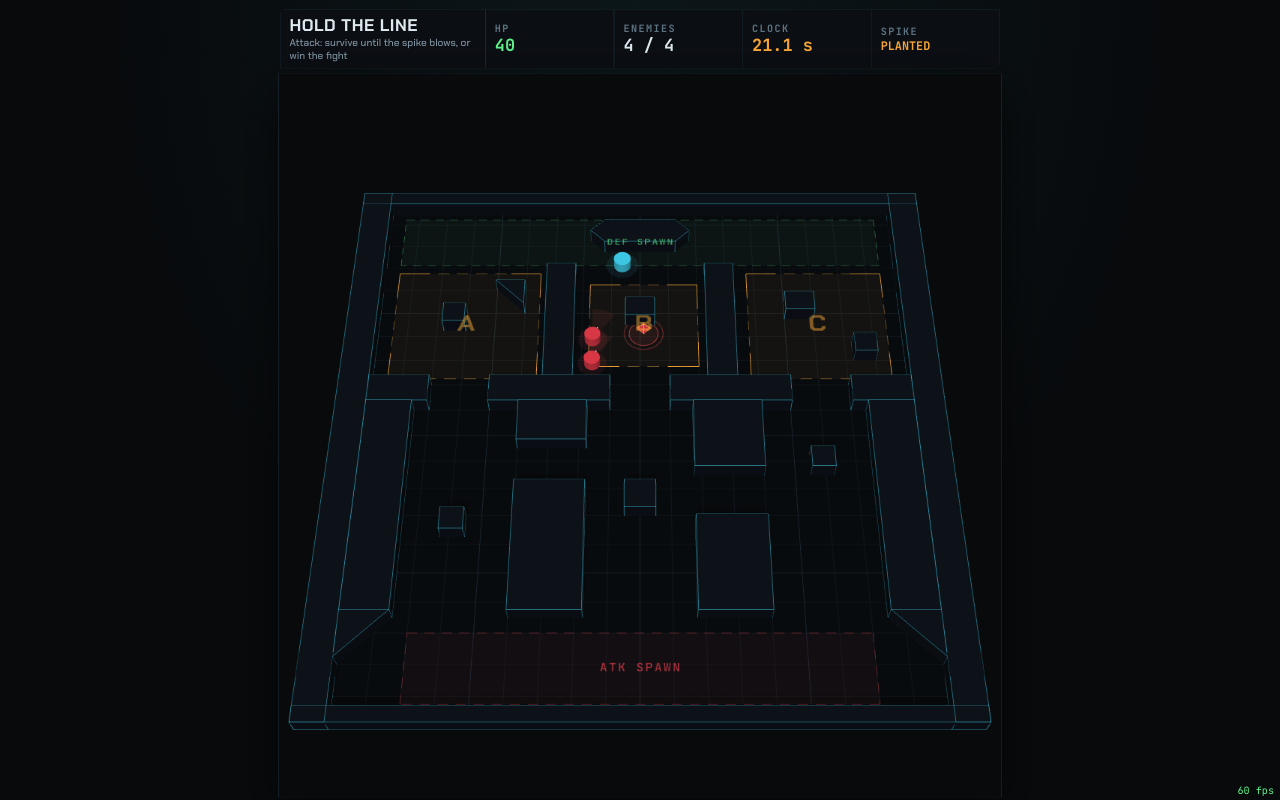 HOLD THE LINE
Attack: survive until the spike blows, or
win the fight
HP
40
ENEMIES
4 / 4
CLOCK
21.1 s
SPIKE
PLANTED
DEF SPAWN
A
B
C
ATK SPAWN
60 fps